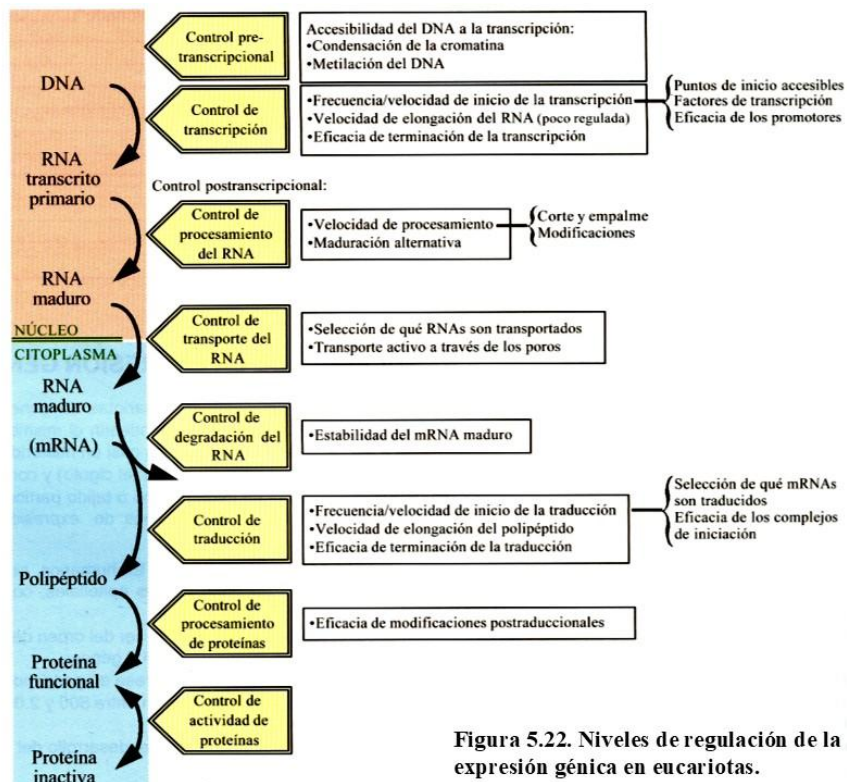 Control pre-
transcripcional
Accesibilidad del DNA a la transcripción:
•Condensación de la cromatina
•Metilación del DNA
DNA
Control de
transcripción
•Frecuencia/velocidad de inicio de la transcripción
•Velocidad de elongación del RNA (poco regulada)
•Eficacia de terminación de la transcripción
Puntos de inicio accesibles
Factores de transcripción
Eficacia de los promotores
RNA
transcrito
primario
Control postranscripcional:
Control de
procesamiento
del RNA
•Velocidad de procesamiento
•Maduración alternativa
Corte y empalme
Modificaciones
RNA
maduro
NÚCLEO
CITOPLASMA
Control de
transporte del
RNA
•Selección de qué RNAs son transportados
•Transporte activo a través de los poros
RNA
maduro
(mRNA)
Control de
degradación del
RNA
•Estabilidad del mRNA maduro
Control de
traducción
•Frecuencia/velocidad de inicio de la traducción
•Velocidad de elongación del polipéptido
•Eficacia de terminación de la traducción
Selección de qué mRNAs
son traducidos
Eficacia de los complejos
de iniciación
Polipéptido
Control de
procesamiento
de proteínas
•Eficacia de modificaciones postraduccionales
Proteína
funcional
Control de
actividad de
proteínas
Proteína
inactiva
Figura 5.22. Niveles de regulación de la
expresión génica en eucariotas.